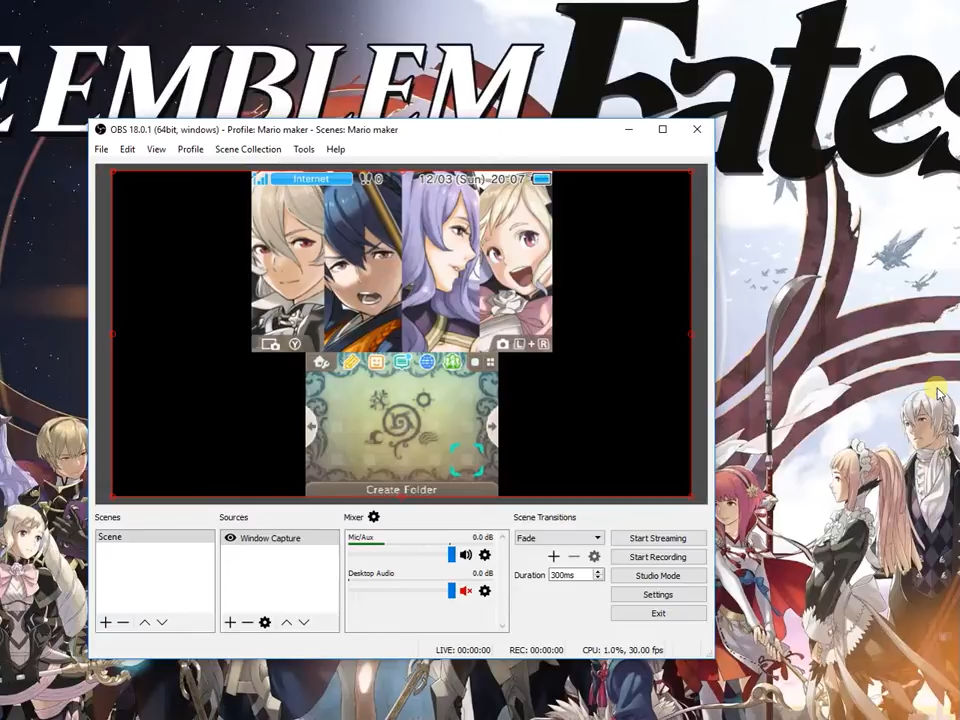 E EMBLEM
Fates
OBS 18.0.1 (64bit, windows) - Profile: Mario maker - Scenes: Mario maker
File Edit View Profile Scene Collection Tools Help
Internet 0 12/03 (Sun) 20:07
Y L + R
Create Folder
Scenes Sources Mixer Scene Transitions
Scene
Window Capture
Mic/Aux 0.0 dB
Desktop Audio 0.0 dB
Fade
Duration 300ms
Start Streaming
Start Recording
Studio Mode
Settings
Exit
LIVE: 00:00:00 REC: 00:00:00 CPU: 1.0%, 30.00 fps